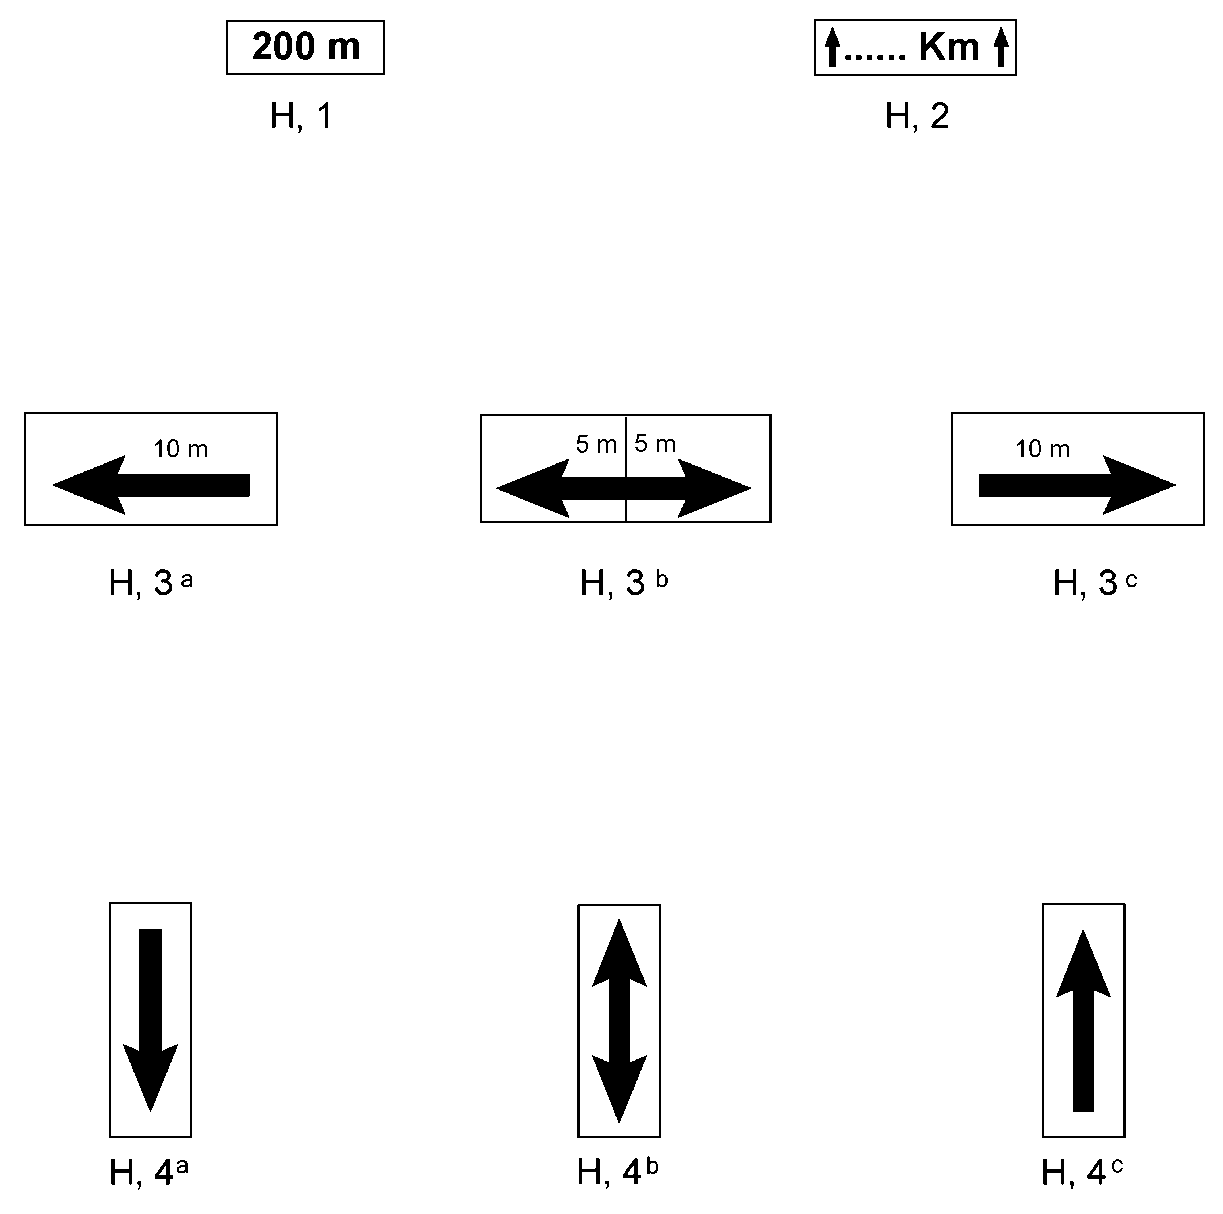 200 m
...... Km
H, 1
H, 2
10 m
5 m 5 m
10 m
H, 3 a
H, 3 b
H, 3 c
H, 4a
H, 4b
H, 4c